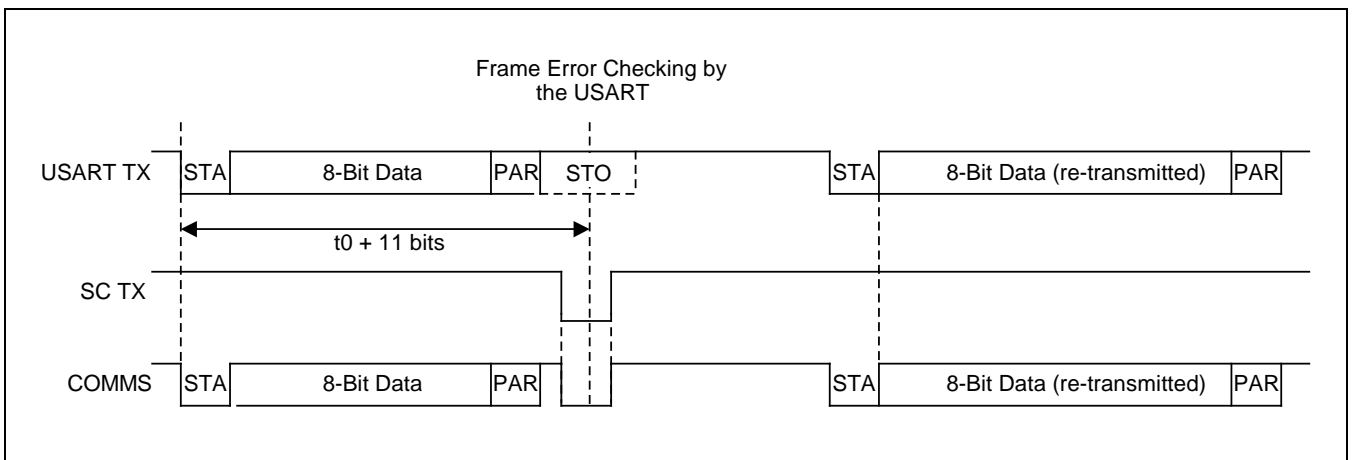 Frame Error Checking by
the USART
USART TX
STA
8-Bit Data
PAR
STO
STA
8-Bit Data (re-transmitted)
PAR
t0 + 11 bits
SC TX
COMMS
STA
8-Bit Data
PAR
STA
8-Bit Data (re-transmitted)
PAR